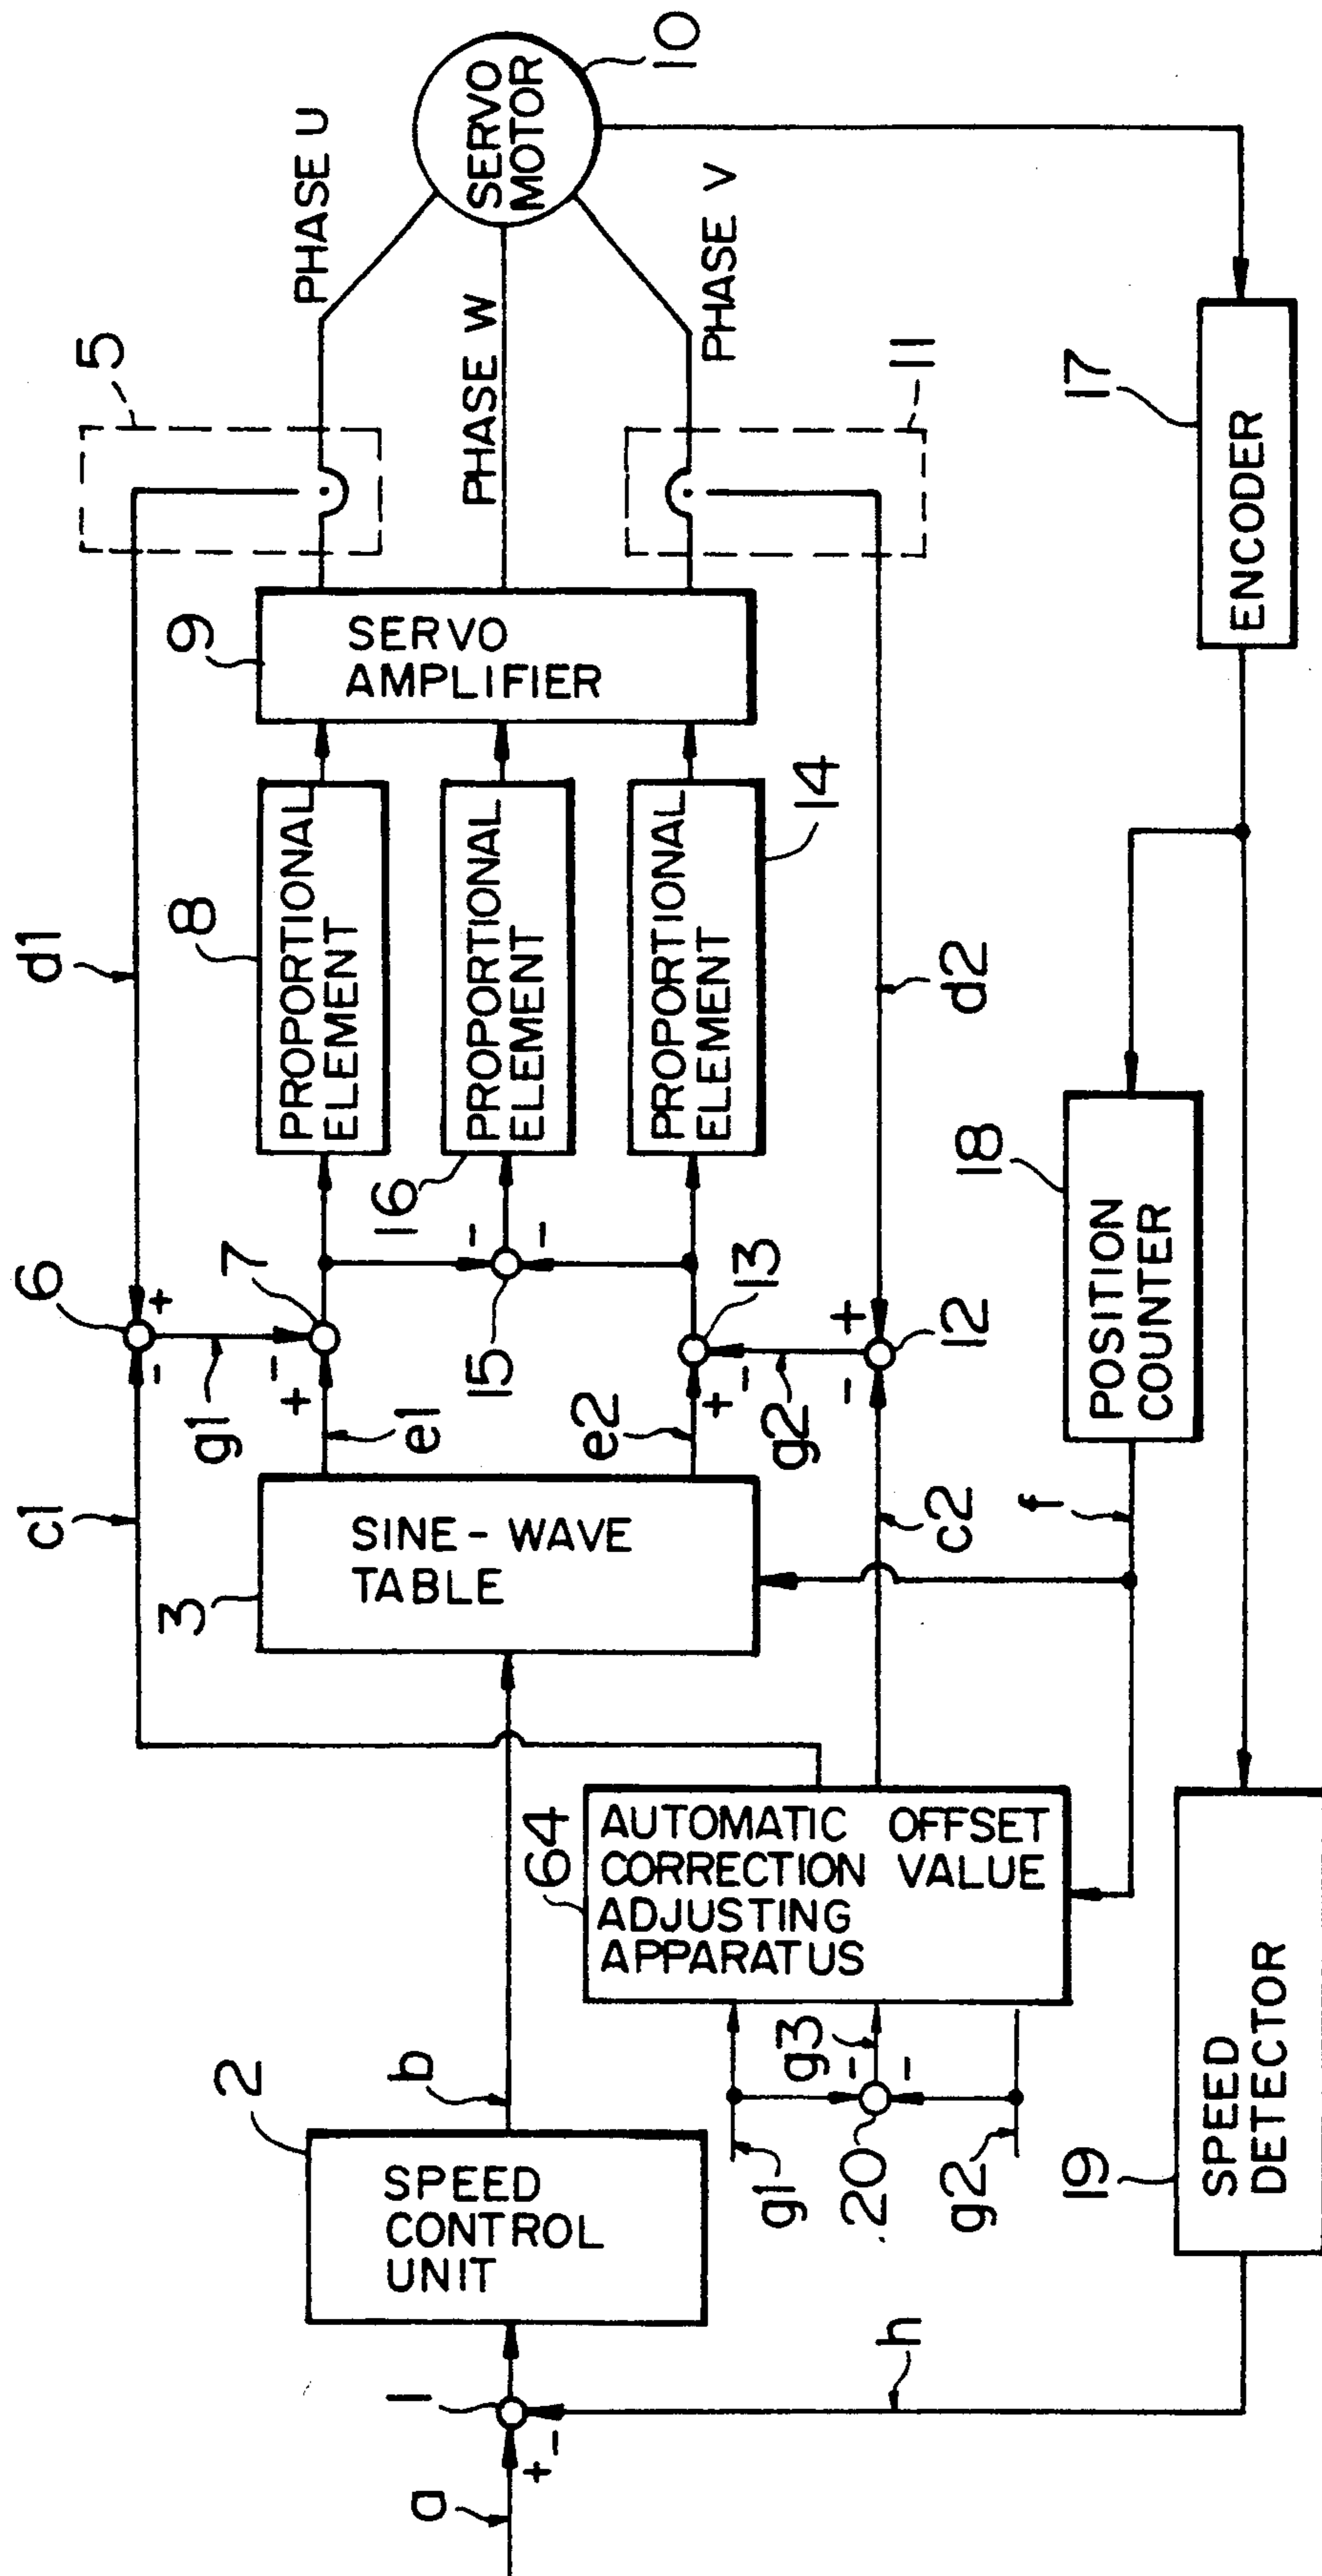 a
+
-
1
h
2
SPEED
CONTROL
UNIT
b
g1
20
g2
g3
-
-
64
AUTOMATIC OFFSET
CORRECTION VALUE
ADJUSTING
APPARATUS
19
SPEED
DETECTOR
3
SINE-WAVE
TABLE
c1
c2
f
e1
e2
g1
g2
6
-
+
7
+
-
15
-
-
13
+
-
12
-
+
16
18
POSITION
COUNTER
d1
d2
8
PROPORTIONAL
ELEMENT
PROPORTIONAL
ELEMENT
PROPORTIONAL
ELEMENT
14
9
SERVO
AMPLIFIER
5
11
PHASE U
PHASE W
PHASE V
SERVO
MOTOR
10
17
ENCODER